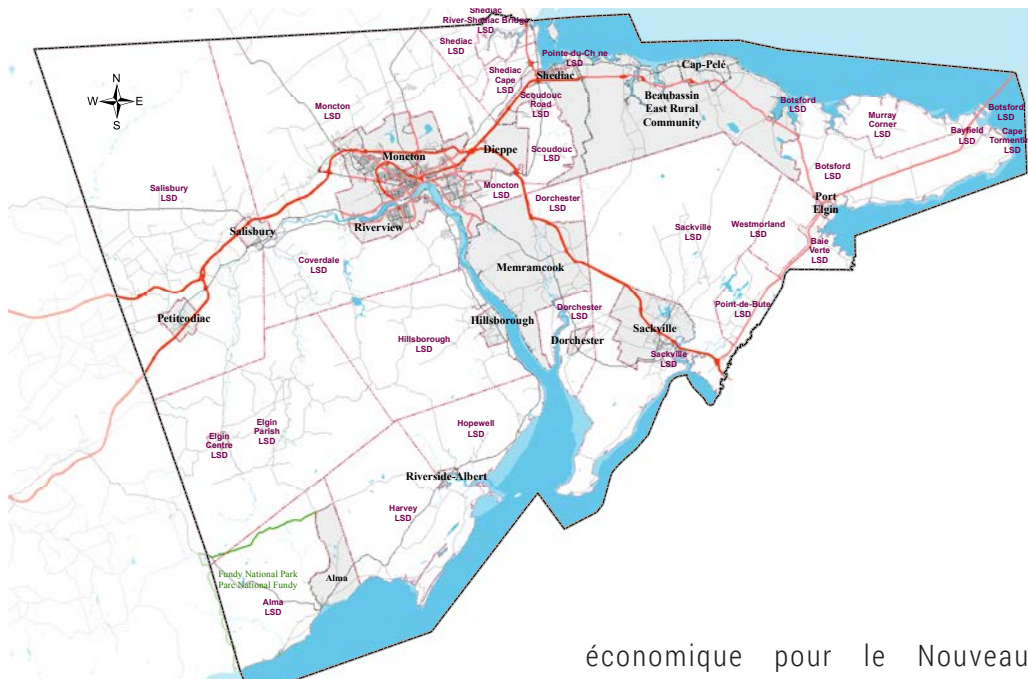 Shediac
River-Shediac Bridge
LSD
Shediac
LSD
Pointe-du-Ch ne
LSD
Shediac
Cape
LSD
Shediac
Cap-Pelé
Scoudouc
Road
LSD
Beaubassin
East Rural
Community
Botsford
LSD
Murray
Corner
LSD
Botsford
LSD
Bayfield
LSD
Cape
Tormentin
LSD
N
W E
S
Moncton
LSD
Moncton
Dieppe
Scoudouc
LSD
Botsford
LSD
Salisbury
LSD
Moncton
LSD
Dorchester
LSD
Port
Elgin
Salisbury
Riverview
Sackville
LSD
Westmorland
LSD
Baie
Verte
LSD
Coverdale
LSD
Memramcook
Petitcodiac
Hillsborough
Dorchester
LSD
Point-de-Bute
LSD
Sackville
Hillsborough
LSD
Dorchester
Sackville
LSD
Elgin
Centre
LSD
Elgin
Parish
LSD
Hopewell
LSD
Riverside-Albert
Harvey
LSD
Fundy National Park
Parc National Fundy
Alma
Alma
LSD
économique pour le Nouveau